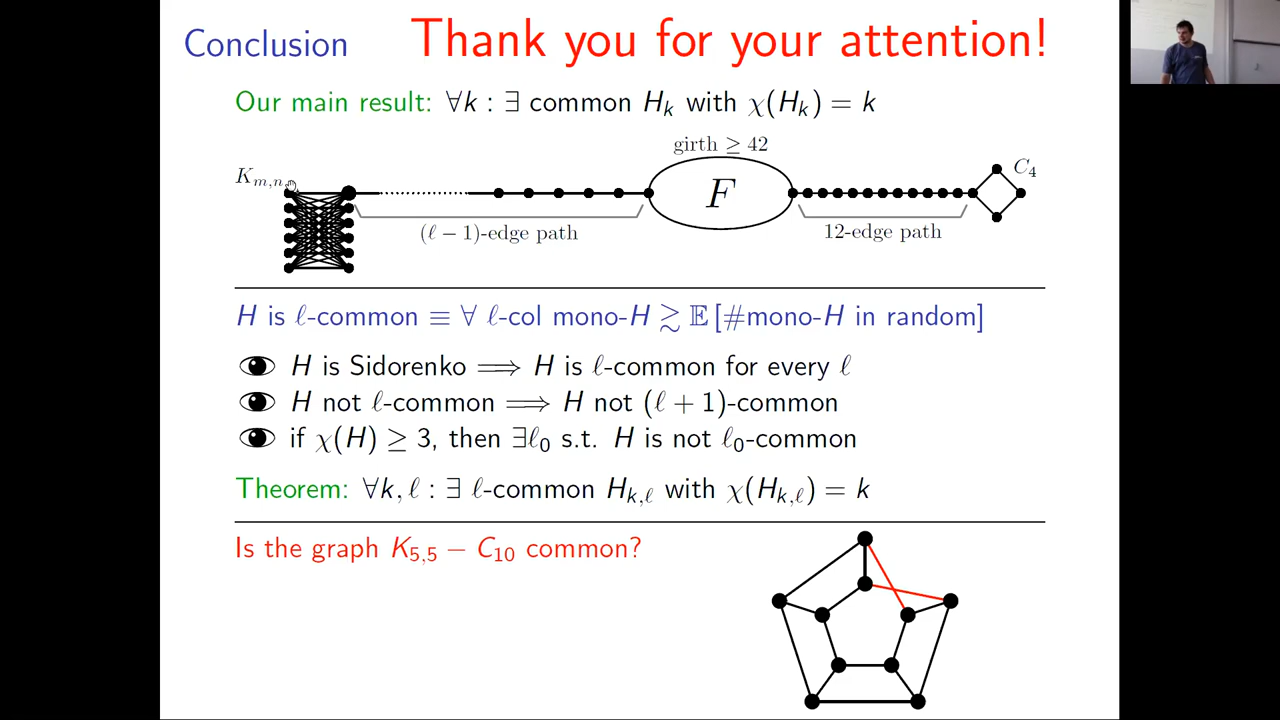 Conclusion Thank you for your attention!
Our main result: ∀k : ∃ common H_k with χ(H_k) = k
girth ≥ 42
K_{m,n}
C_4
F
(ℓ − 1)-edge path
12-edge path
H is ℓ-common ≡ ∀ ℓ-col mono-H ≳ 𝔼[#mono-H in random]
H is Sidorenko ⟹ H is ℓ-common for every ℓ
H not ℓ-common ⟹ H not (ℓ + 1)-common
if χ(H) ≥ 3, then ∃ℓ_0 s.t. H is not ℓ_0-common
Theorem: ∀k, ℓ : ∃ ℓ-common H_{k,ℓ} with χ(H_{k,ℓ}) = k
Is the graph K_{5,5} − C_{10} common?